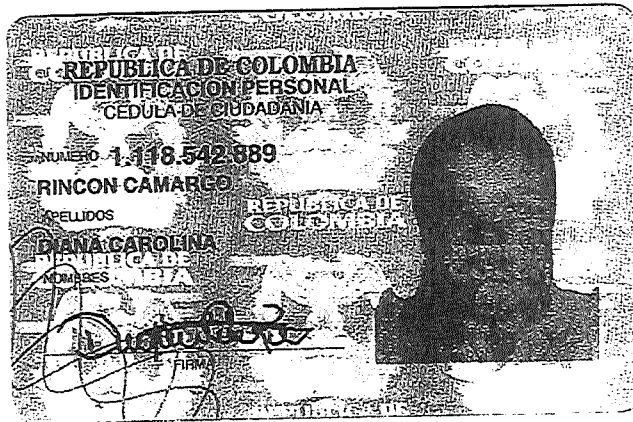 REPUBLICA DE COLOMBIA
IDENTIFICACION PERSONAL
CEDULA DE CIUDADANIA
NUMERO 1.118.542.889
RINCON CAMARGO
APELLIDOS
DIANA CAROLINA
NOMBRES
FIRMA
REPUBLICA DE
COLOMBIA